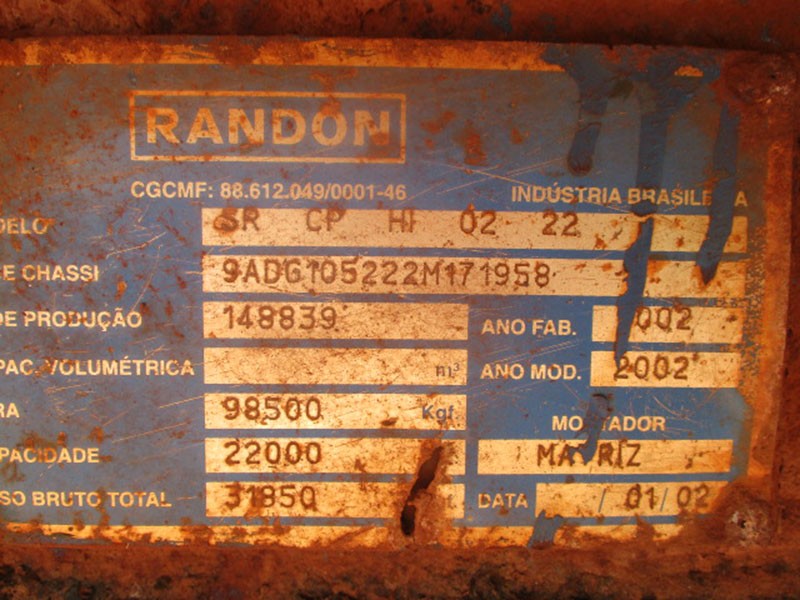 RANDON
CGCMF: 88.612.049/0001-46 INDÚSTRIA BRASILE A
DELO SR CP HI 02 22
E CHASSI 9ADG105222M171958
DE PRODUÇÃO 148839 ANO FAB. 002
PAC. VOLUMÉTRICA m³ ANO MOD. 2002
RA 98500 Kgf MO TADOR
PACIDADE 22000 MATRIZ
SO BRUTO TOTAL 31850 DATA / 01/02